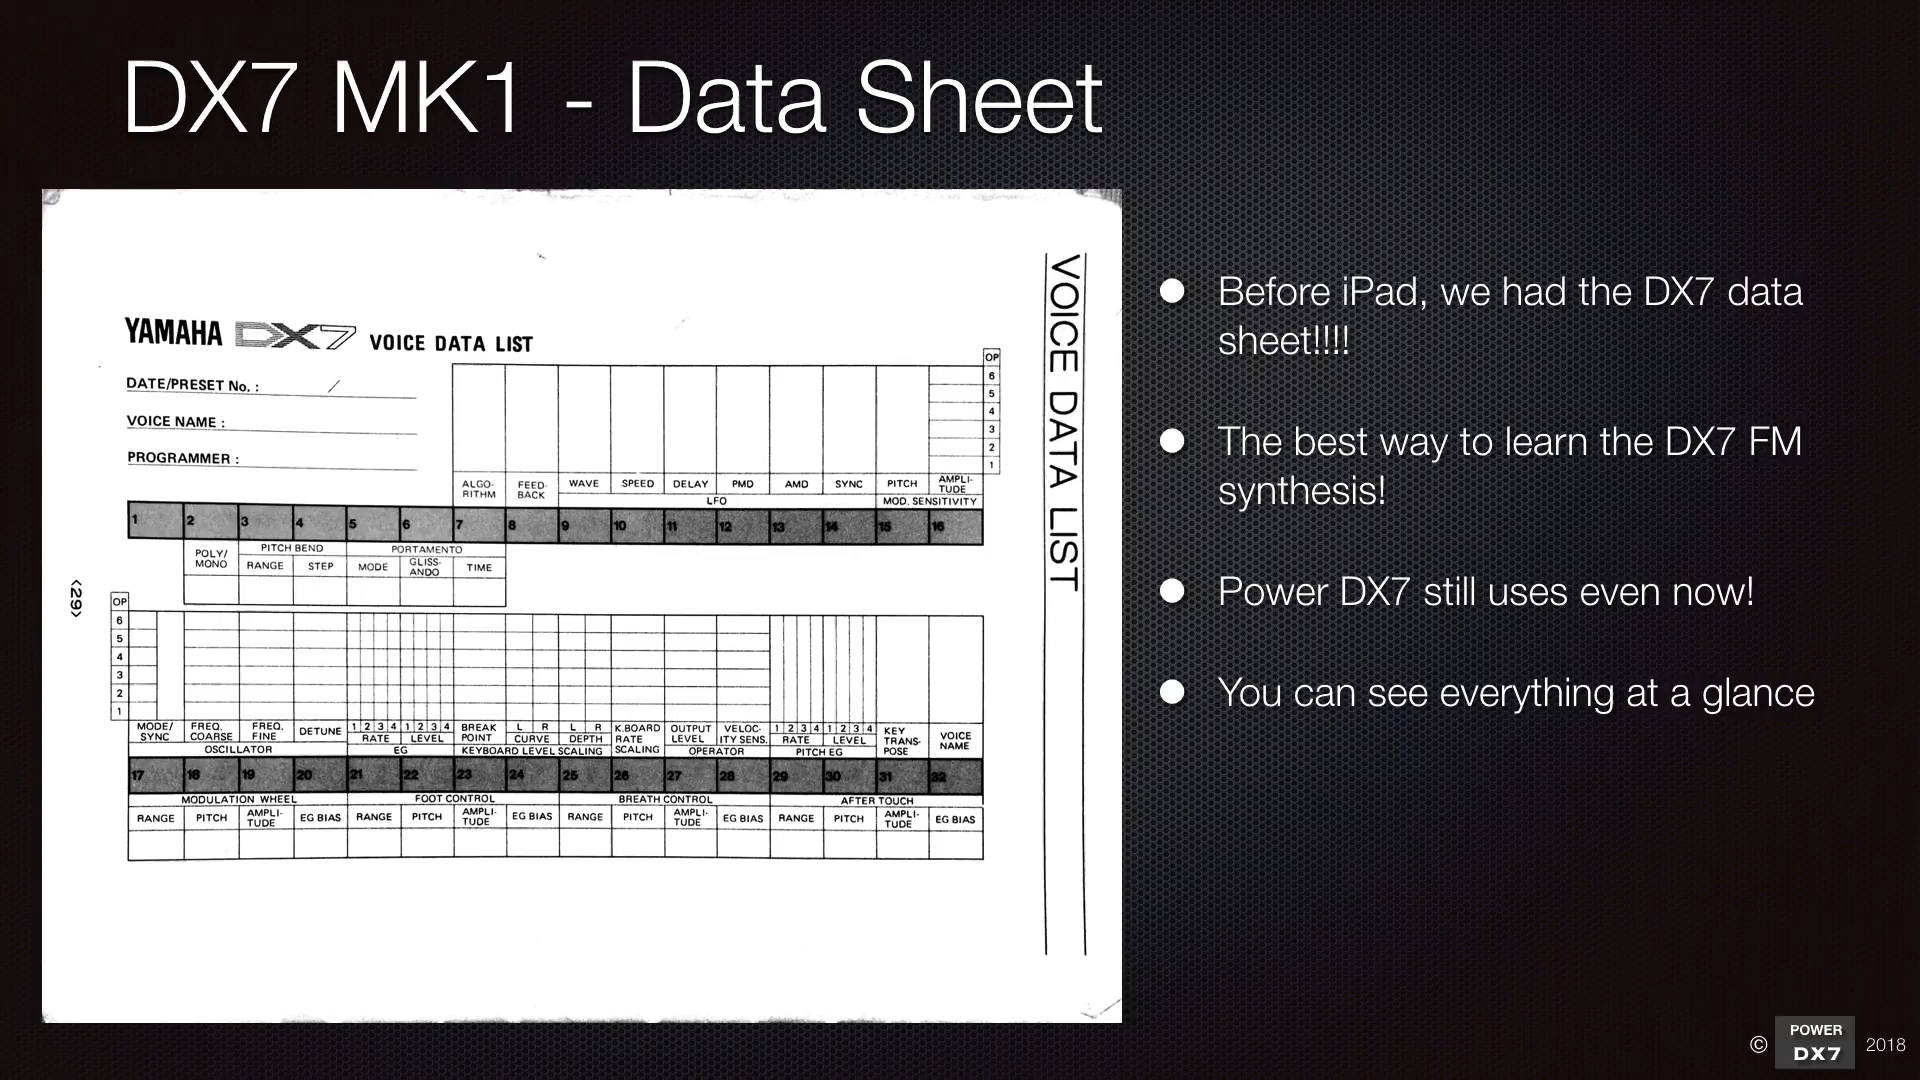 DX7 MK1 - Data Sheet
YAMAHA DX7 VOICE DATA LIST
DATE/PRESET No. : /
VOICE NAME :
PROGRAMMER :
OP
6
5
4
3
2
1
ALGO-RITHM FEED-BACK WAVE SPEED DELAY PMD AMD SYNC PITCH AMPLI-TUDE
LFO MOD. SENSITIVITY
1 2 3 4 5 6 7 8 9 10 11 12 13 14 15 16
POLY/MONO PITCH BEND PORTAMENTO
RANGE STEP MODE GLISS-ANDO TIME
<29>
OP
6
5
4
3
2
1
MODE/SYNC FREQ. COARSE FREQ. FINE DETUNE 1 2 3 4 1 2 3 4 BREAK POINT L R L R K.BOARD RATE SCALING OUTPUT LEVEL VELOC-ITY SENS. 1 2 3 4 1 2 3 4 KEY TRANS-POSE VOICE NAME
RATE LEVEL CURVE DEPTH RATE LEVEL
OSCILLATOR EG KEYBOARD LEVEL SCALING OPERATOR PITCH EG
17 18 19 20 21 22 23 24 25 26 27 28 29 30 31 32
MODULATION WHEEL FOOT CONTROL BREATH CONTROL AFTER TOUCH
RANGE PITCH AMPLI-TUDE EG BIAS RANGE PITCH AMPLI-TUDE EG BIAS RANGE PITCH AMPLI-TUDE EG BIAS RANGE PITCH AMPLI-TUDE EG BIAS
VOICE DATA LIST
● Before iPad, we had the DX7 data
sheet!!!!
● The best way to learn the DX7 FM
synthesis!
● Power DX7 still uses even now!
● You can see everything at a glance
© POWER DX7 2018